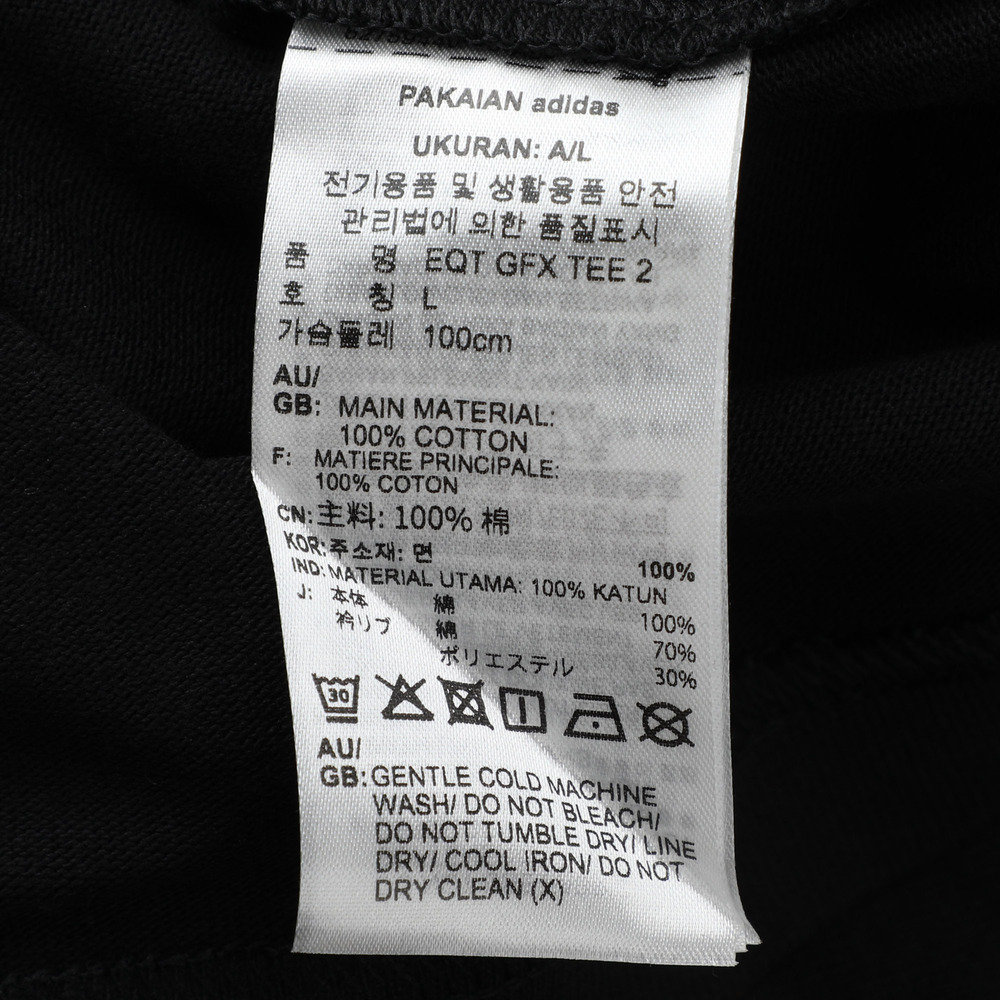 PAKAIAN adidas
UKURAN: A/L
전기용품 및 생활용품 안전
관리법에 의한 품질표시
품 명 EQT GFX TEE 2
호 칭 L
가슴둘레 100cm
AU/
GB: MAIN MATERIAL:
100% COTTON
F: MATIERE PRINCIPALE:
100% COTON
CN: 主料: 100% 棉
KOR: 주소재: 면 100%
IND: MATERIAL UTAMA: 100% KATUN
J: 本体 綿 100%
衿リブ 綿 70%
ポリエステル 30%
30
AU/
GB: GENTLE COLD MACHINE
WASH/ DO NOT BLEACH/
DO NOT TUMBLE DRY/ LINE
DRY/ COOL IRON/ DO NOT
DRY CLEAN (X)